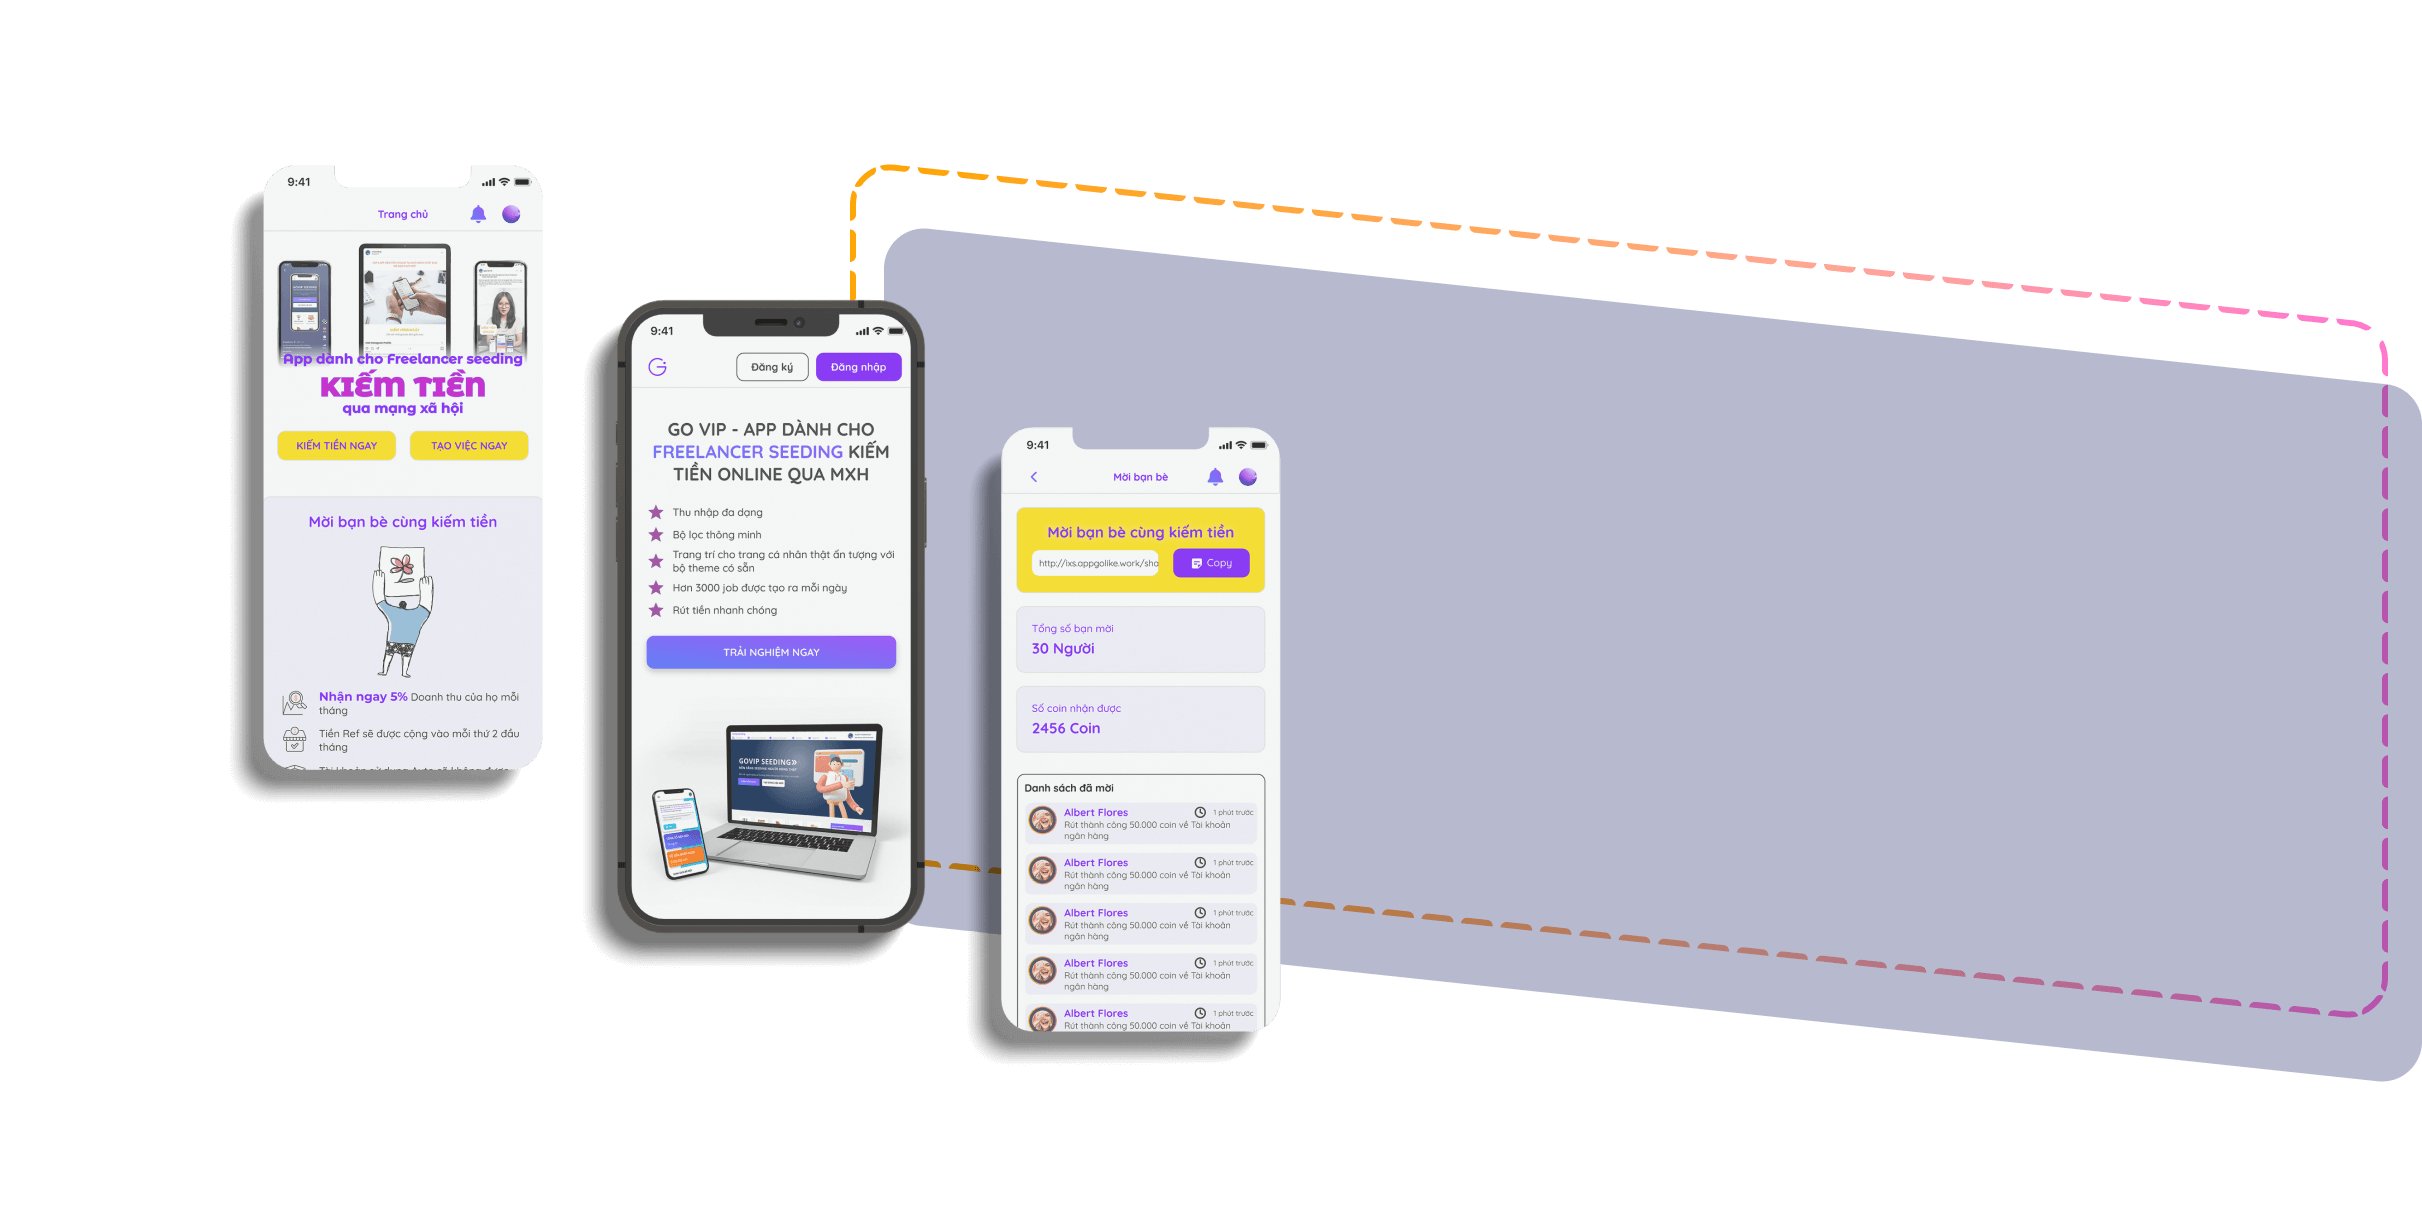 9:41
Trang chủ
App dành cho Freelancer seeding
KIẾM TIỀN
qua mạng xã hội
KIẾM TIỀN NGAY
TẠO VIỆC NGAY
Mời bạn bè cùng kiếm tiền
Nhận ngay 5% Doanh thu của họ mỗi
tháng
Tiền Ref sẽ được cộng vào mỗi thứ 2 đầu
tháng
9:41
Đăng ký
Đăng nhập
GO VIP - APP DÀNH CHO
FREELANCER SEEDING KIẾM
TIỀN ONLINE QUA MXH
Thu nhập đa dạng
Bộ lọc thông minh
Trang trí cho trang cá nhân thật ấn tượng với
bộ theme có sẵn
Hơn 3000 job được tạo ra mỗi ngày
Rút tiền nhanh chóng
TRẢI NGHIỆM NGAY
GOVIP SEEDING»
9:41
Mời bạn bè
Mời bạn bè cùng kiếm tiền
http://ixs.appgolike.work/sha
Copy
Tổng số bạn mời
30 Người
Số coin nhận được
2456 Coin
Danh sách đã mời
Albert Flores
1 phút trước
Rút thành công 50.000 coin về Tài khoản
ngân hàng
Albert Flores
1 phút trước
Rút thành công 50.000 coin về Tài khoản
ngân hàng
Albert Flores
1 phút trước
Rút thành công 50.000 coin về Tài khoản
ngân hàng
Albert Flores
1 phút trước
Rút thành công 50.000 coin về Tài khoản
ngân hàng
Albert Flores
1 phút trước
Rút thành công 50.000 coin về Tài khoản